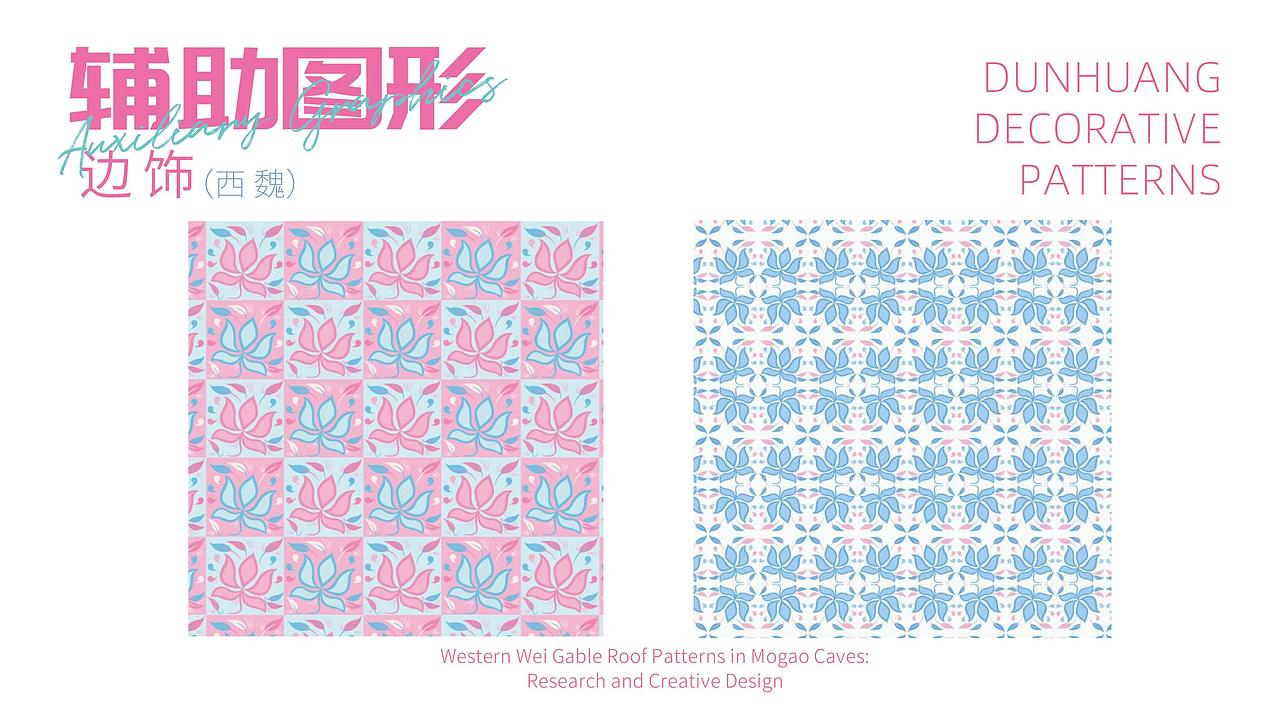 辅助图形
Auxileary Graphics
边饰(西魏)
DUNHUANG
DECORATIVE
PATTERNS
Western Wei Gable Roof Patterns in Mogao Caves:
Research and Creative Design